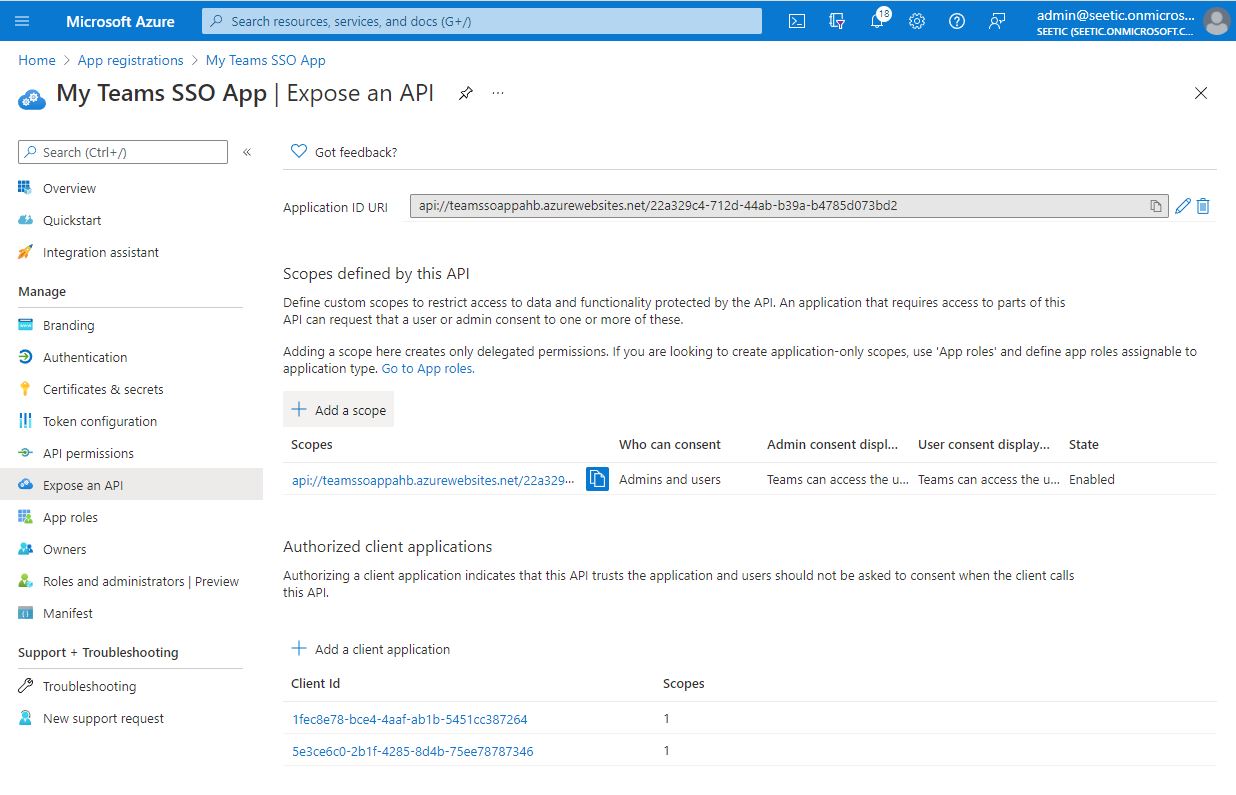 Microsoft Azure
Search resources, services, and docs (G+/)
18
admin@seetic.onmicros...
SEETIC (SEETIC.ONMICROSOFT.C...
Home > App registrations > My Teams SSO App
My Teams SSO App | Expose an API
...
Search (Ctrl+/)
«
Overview
Quickstart
Integration assistant
Manage
Branding
Authentication
Certificates & secrets
Token configuration
API permissions
Expose an API
App roles
Owners
Roles and administrators | Preview
Manifest
Support + Troubleshooting
Troubleshooting
New support request
Got feedback?
Application ID URI
api://teamssoappahb.azurewebsites.net/22a329c4-712d-44ab-b39a-b4785d073bd2
Scopes defined by this API
Define custom scopes to restrict access to data and functionality protected by the API. An application that requires access to parts of this
API can request that a user or admin consent to one or more of these.
Adding a scope here creates only delegated permissions. If you are looking to create application-only scopes, use 'App roles' and define app roles assignable to
application type. Go to App roles.
Add a scope
Scopes Who can consent Admin consent displ... User consent display... State
api://teamssoappahb.azurewebsites.net/22a329... Admins and users Teams can access the u... Teams can access the u... Enabled
Authorized client applications
Authorizing a client application indicates that this API trusts the application and users should not be asked to consent when the client calls
this API.
Add a client application
Client Id Scopes
1fec8e78-bce4-4aaf-ab1b-5451cc387264 1
5e3ce6c0-2b1f-4285-8d4b-75ee78787346 1